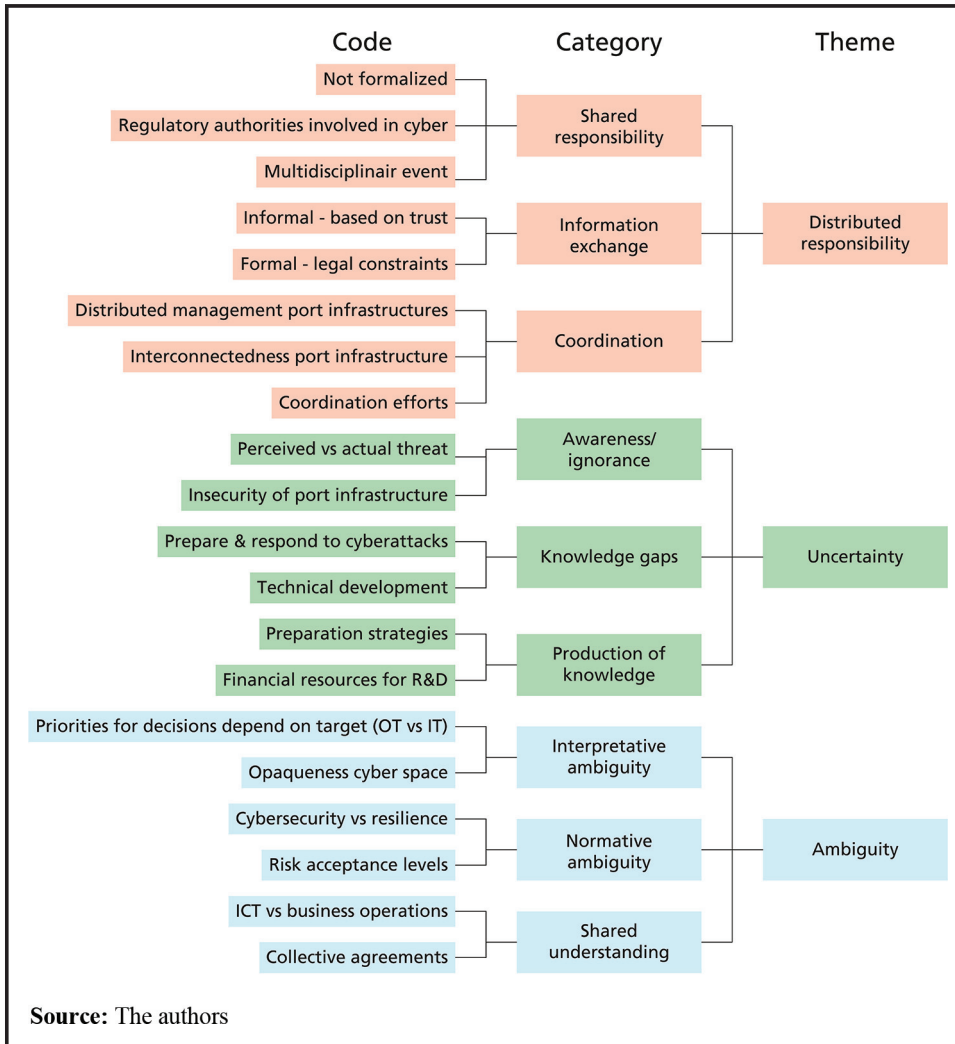 Code
Category
Theme
Not formalized
Regulatory authorities involved in cyber
Multidisciplinair event
Shared
responsibility
Informal - based on trust
Formal - legal constraints
Information
exchange
Distributed management port infrastructures
Interconnectedness port infrastructure
Coordination efforts
Coordination
Distributed
responsibility
Perceived vs actual threat
Insecurity of port infrastructure
Awareness/
ignorance
Prepare & respond to cyberattacks
Technical development
Knowledge gaps
Preparation strategies
Financial resources for R&D
Production of
knowledge
Uncertainty
Priorities for decisions depend on target (OT vs IT)
Opaqueness cyber space
Interpretative
ambiguity
Cybersecurity vs resilience
Risk acceptance levels
Normative
ambiguity
ICT vs business operations
Collective agreements
Shared
understanding
Ambiguity
Source: The authors